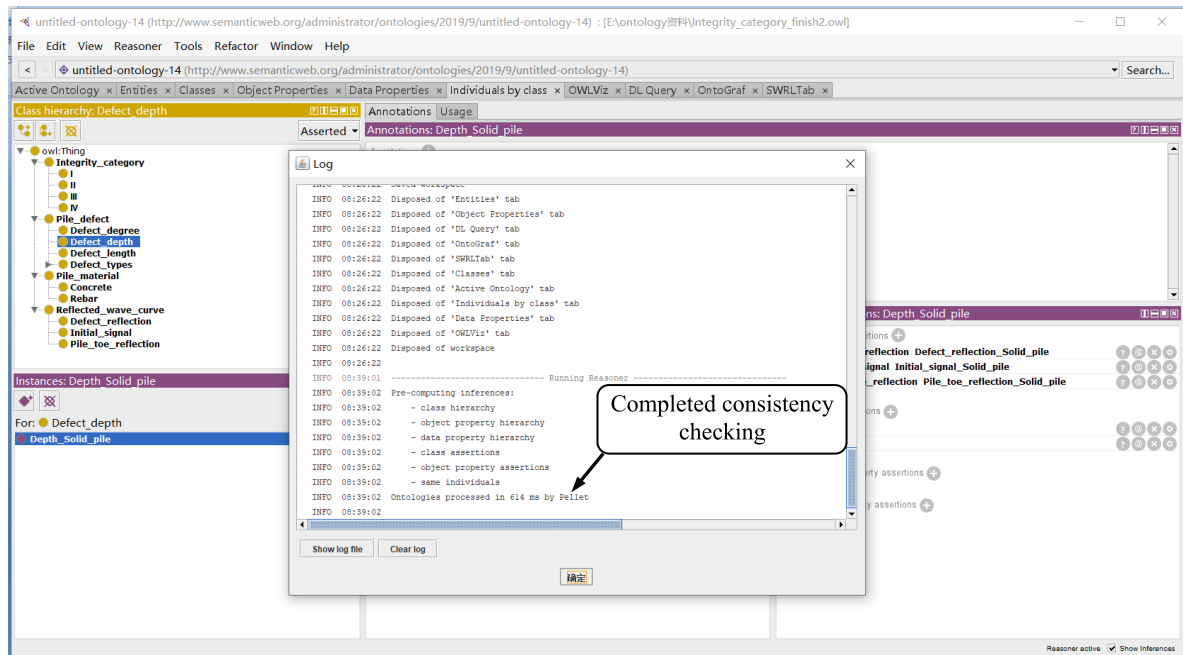 untitled-ontology-14 (http://www.semanticweb.org/administrator/ontologies/2019/9/untitled-ontology-14) : [E:\ontology资料\Integrity_category_finish2.owl]
File Edit View Reasoner Tools Refactor Window Help
< > untitled-ontology-14 (http://www.semanticweb.org/administrator/ontologies/2019/9/untitled-ontology-14) Search...
Active Ontology × Entities × Classes × Object Properties × Data Properties × Individuals by class × OWLViz × DL Query × OntoGraf × SWRLTab ×
Class hierarchy: Defect_depth
Asserted
owl:Thing
Integrity_category
I
II
III
IV
Pile_defect
Defect_degree
Defect_depth
Defect_length
Defect_types
Pile_material
Concrete
Rebar
Reflected_wave_curve
Defect_reflection
Initial_signal
Pile_toe_reflection
Instances: Depth_Solid_pile
For: Defect_depth
Depth_Solid_pile
Annotations Usage
Annotations: Depth_Solid_pile
Log
INFO 08:26:22 Saved workspace
INFO 08:26:22 Disposed of 'Entities' tab
INFO 08:26:22 Disposed of 'Object Properties' tab
INFO 08:26:22 Disposed of 'DL Query' tab
INFO 08:26:22 Disposed of 'OntoGraf' tab
INFO 08:26:22 Disposed of 'SWRLTab' tab
INFO 08:26:22 Disposed of 'Classes' tab
INFO 08:26:22 Disposed of 'Active Ontology' tab
INFO 08:26:22 Disposed of 'Individuals by class' tab
INFO 08:26:22 Disposed of 'Data Properties' tab
INFO 08:26:22 Disposed of 'OWLViz' tab
INFO 08:26:22 Disposed of workspace
INFO 08:26:22
INFO 08:39:01 ------------------------------- Running Reasoner -------------------------------
INFO 08:39:02 Pre-computing inferences:
INFO 08:39:02 - class hierarchy
INFO 08:39:02 - object property hierarchy
INFO 08:39:02 - data property hierarchy
INFO 08:39:02 - class assertions
INFO 08:39:02 - object property assertions
INFO 08:39:02 - same individuals
INFO 08:39:02 Ontologies processed in 614 ms by Pellet
INFO 08:39:02
Completed consistency
checking
Show log file Clear log
确定
ns: Depth_Solid_pile
rtions
reflection Defect_reflection_Solid_pile
ignal Initial_signal_Solid_pile
_reflection Pile_toe_reflection_Solid_pile
ons
erty assertions
y assertions
Reasoner active Show Inferences